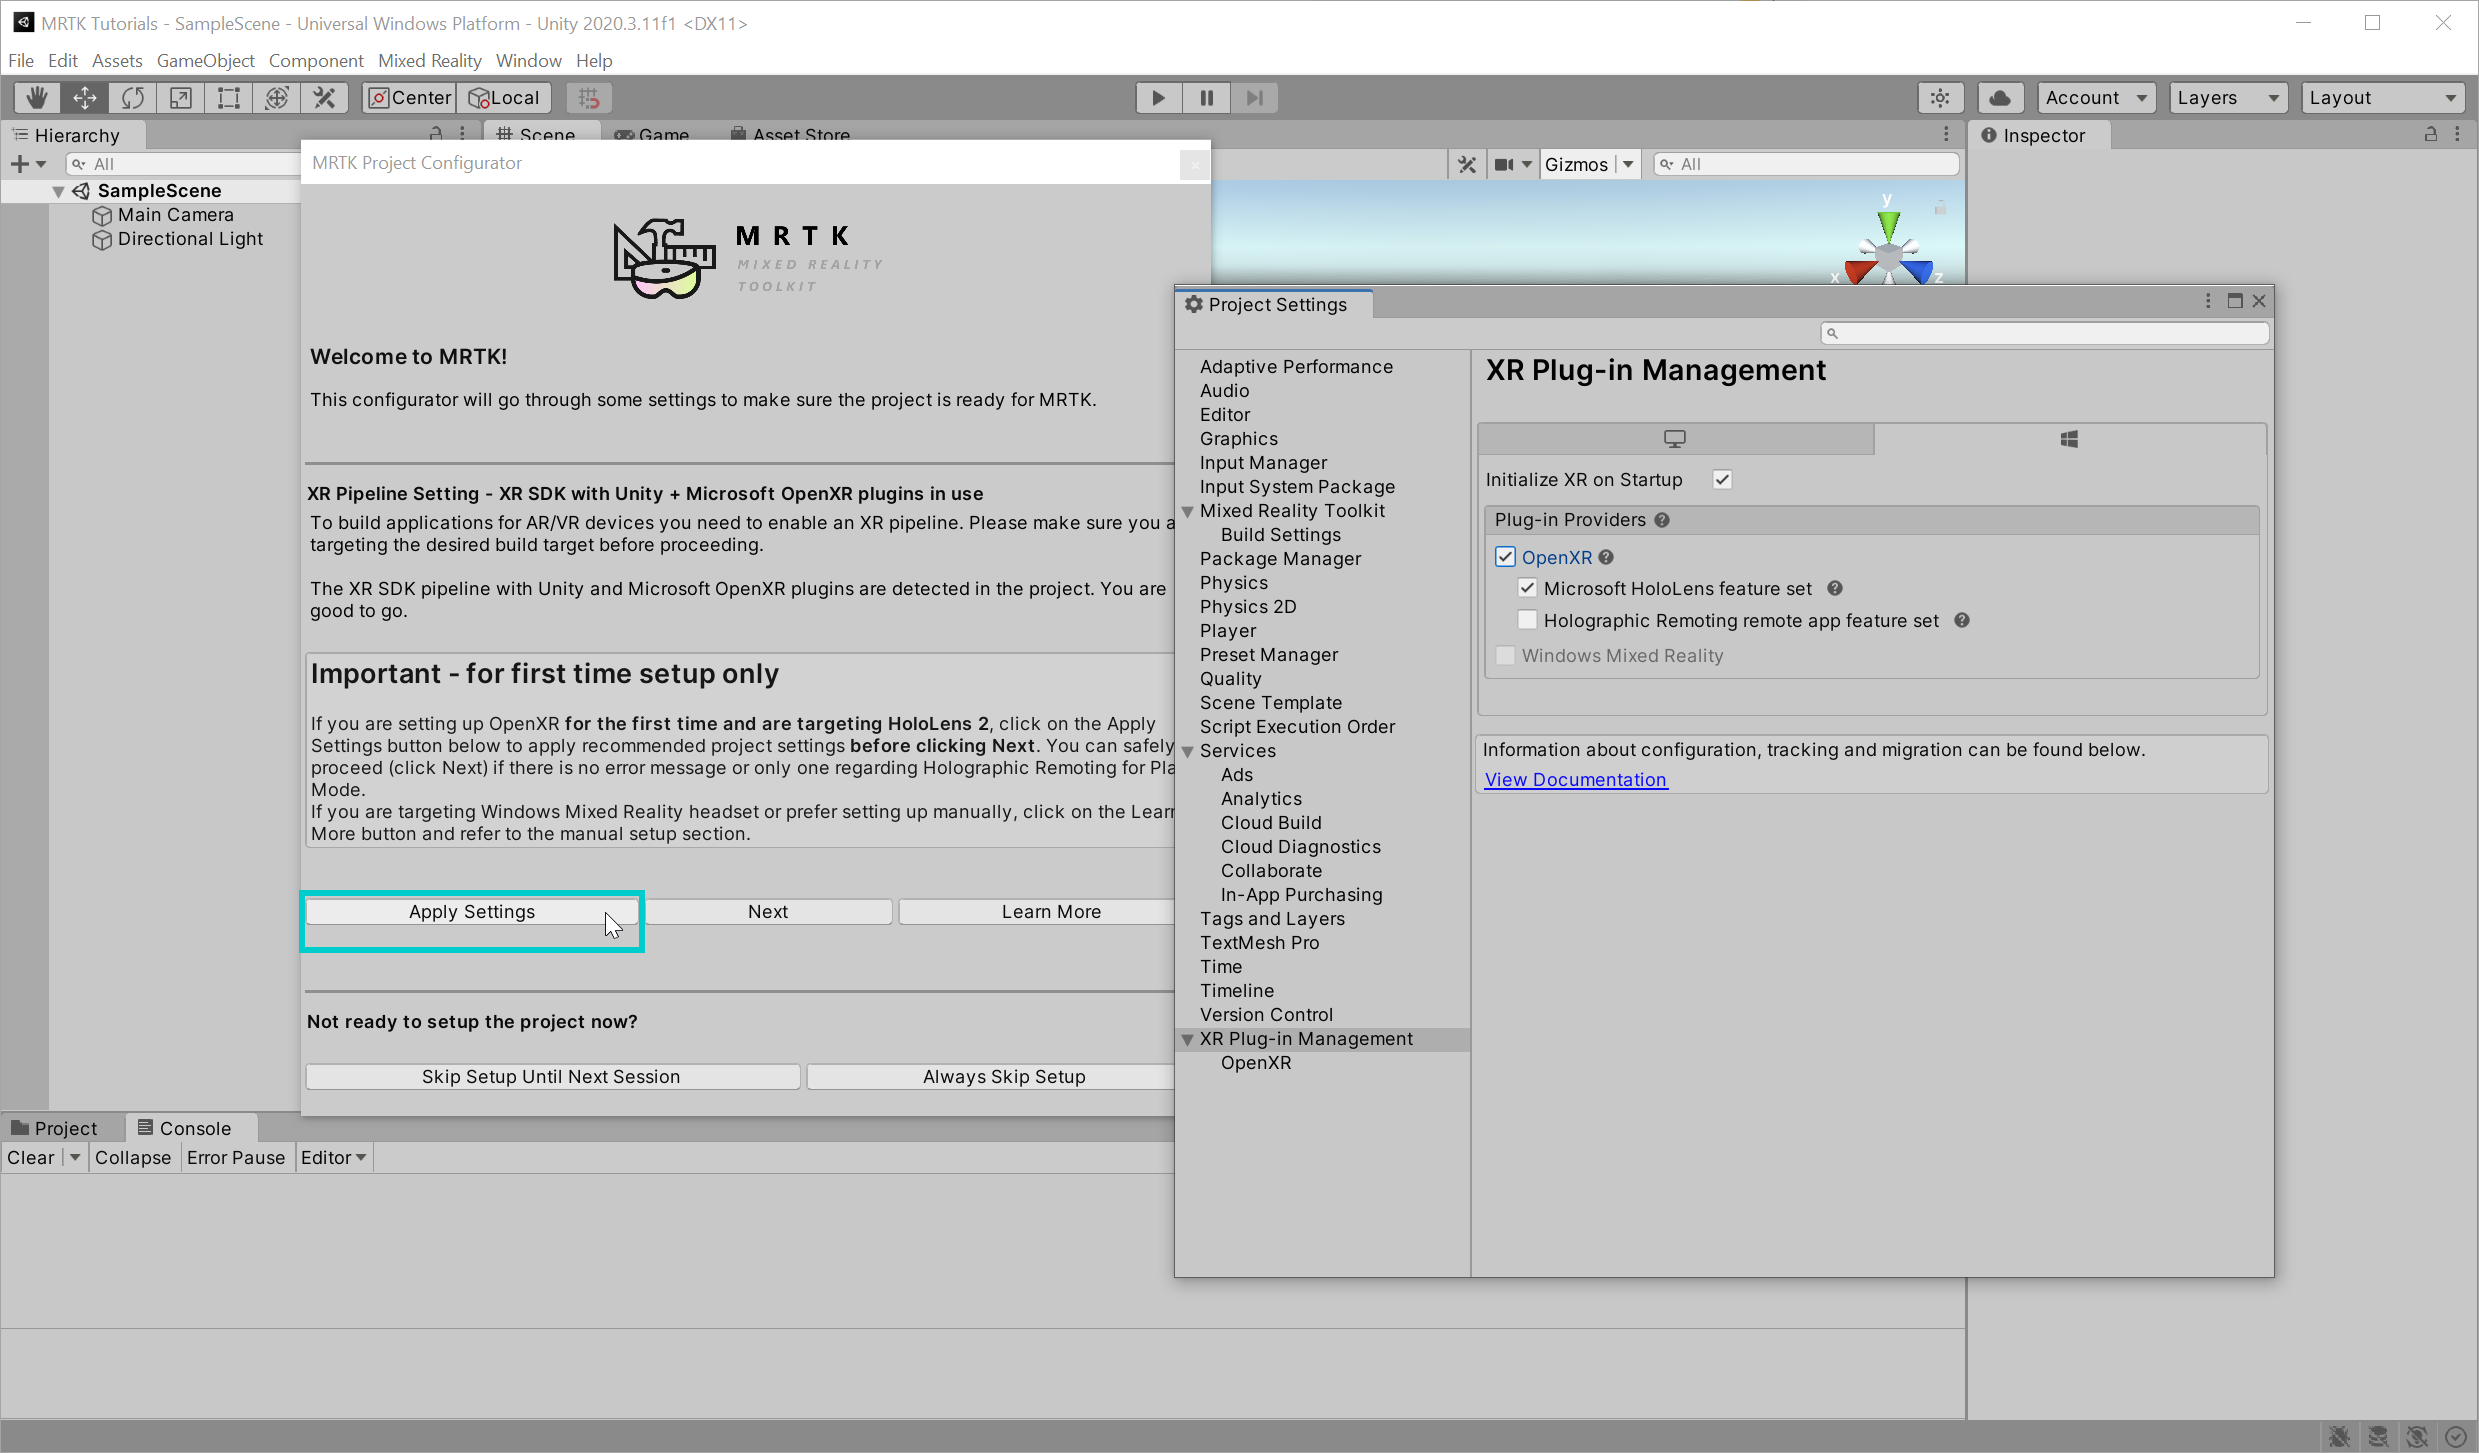 MRTK Tutorials - SampleScene - Universal Windows Platform - Unity 2020.3.11f1 <DX11>
File Edit Assets GameObject Component Mixed Reality Window Help
Center Local Account Layers Layout
Hierarchy
All
SampleScene
Main Camera
Directional Light
Scene Game Asset Store
Gizmos All
y
x z
Inspector
MRTK Project Configurator
MRTK
MIXED REALITY
TOOLKIT
Welcome to MRTK!
This configurator will go through some settings to make sure the project is ready for MRTK.
XR Pipeline Setting - XR SDK with Unity + Microsoft OpenXR plugins in use
To build applications for AR/VR devices you need to enable an XR pipeline. Please make sure you a
targeting the desired build target before proceeding.
The XR SDK pipeline with Unity and Microsoft OpenXR plugins are detected in the project. You are
good to go.
Important - for first time setup only
If you are setting up OpenXR for the first time and are targeting HoloLens 2, click on the Apply
Settings button below to apply recommended project settings before clicking Next. You can safely
proceed (click Next) if there is no error message or only one regarding Holographic Remoting for Pla
Mode.
If you are targeting Windows Mixed Reality headset or prefer setting up manually, click on the Lear
More button and refer to the manual setup section.
Apply Settings Next Learn More
Not ready to setup the project now?
Skip Setup Until Next Session Always Skip Setup
Project Settings
Adaptive Performance
Audio
Editor
Graphics
Input Manager
Input System Package
Mixed Reality Toolkit
Build Settings
Package Manager
Physics
Physics 2D
Player
Preset Manager
Quality
Scene Template
Script Execution Order
Services
Ads
Analytics
Cloud Build
Cloud Diagnostics
Collaborate
In-App Purchasing
Tags and Layers
TextMesh Pro
Time
Timeline
Version Control
XR Plug-in Management
OpenXR
XR Plug-in Management
Initialize XR on Startup
Plug-in Providers
OpenXR
Microsoft HoloLens feature set
Holographic Remoting remote app feature set
Windows Mixed Reality
Information about configuration, tracking and migration can be found below.
View Documentation
Project Console
Clear Collapse Error Pause Editor